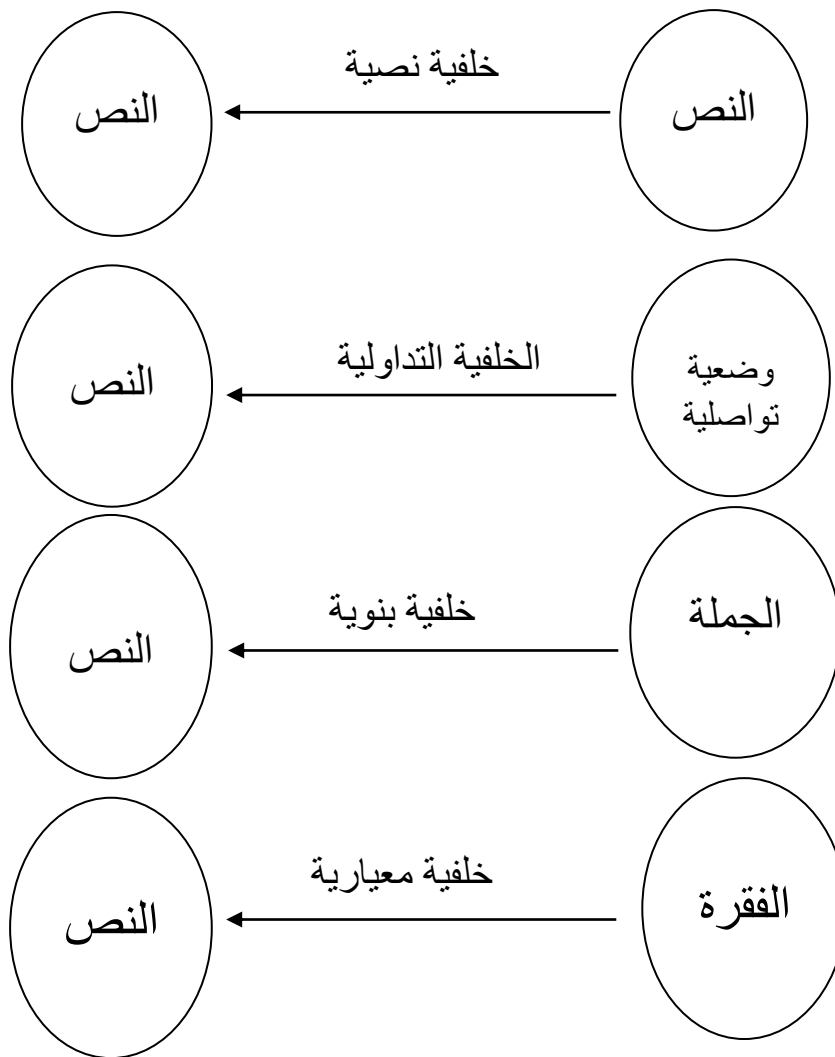 خلفية نصية
النص
النص
الخلفية التداولية
وضعية
تواصلية
النص
خلفية بنوية
الجملة
النص
خلفية معيارية
الفقرة
النص